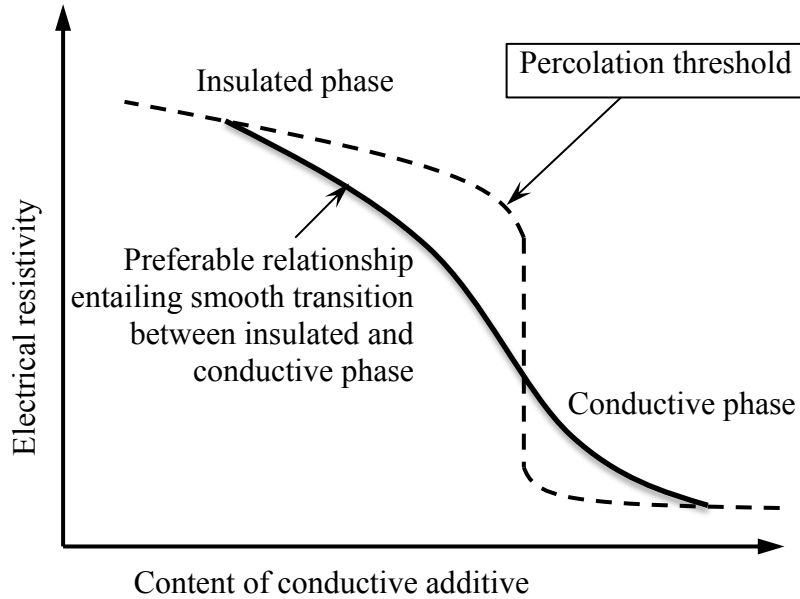 Insulated phase
Percolation threshold
Electrical resistivity
Preferable relationship
entailing smooth transition
between insulated and
conductive phase
Conductive phase
Content of conductive additive